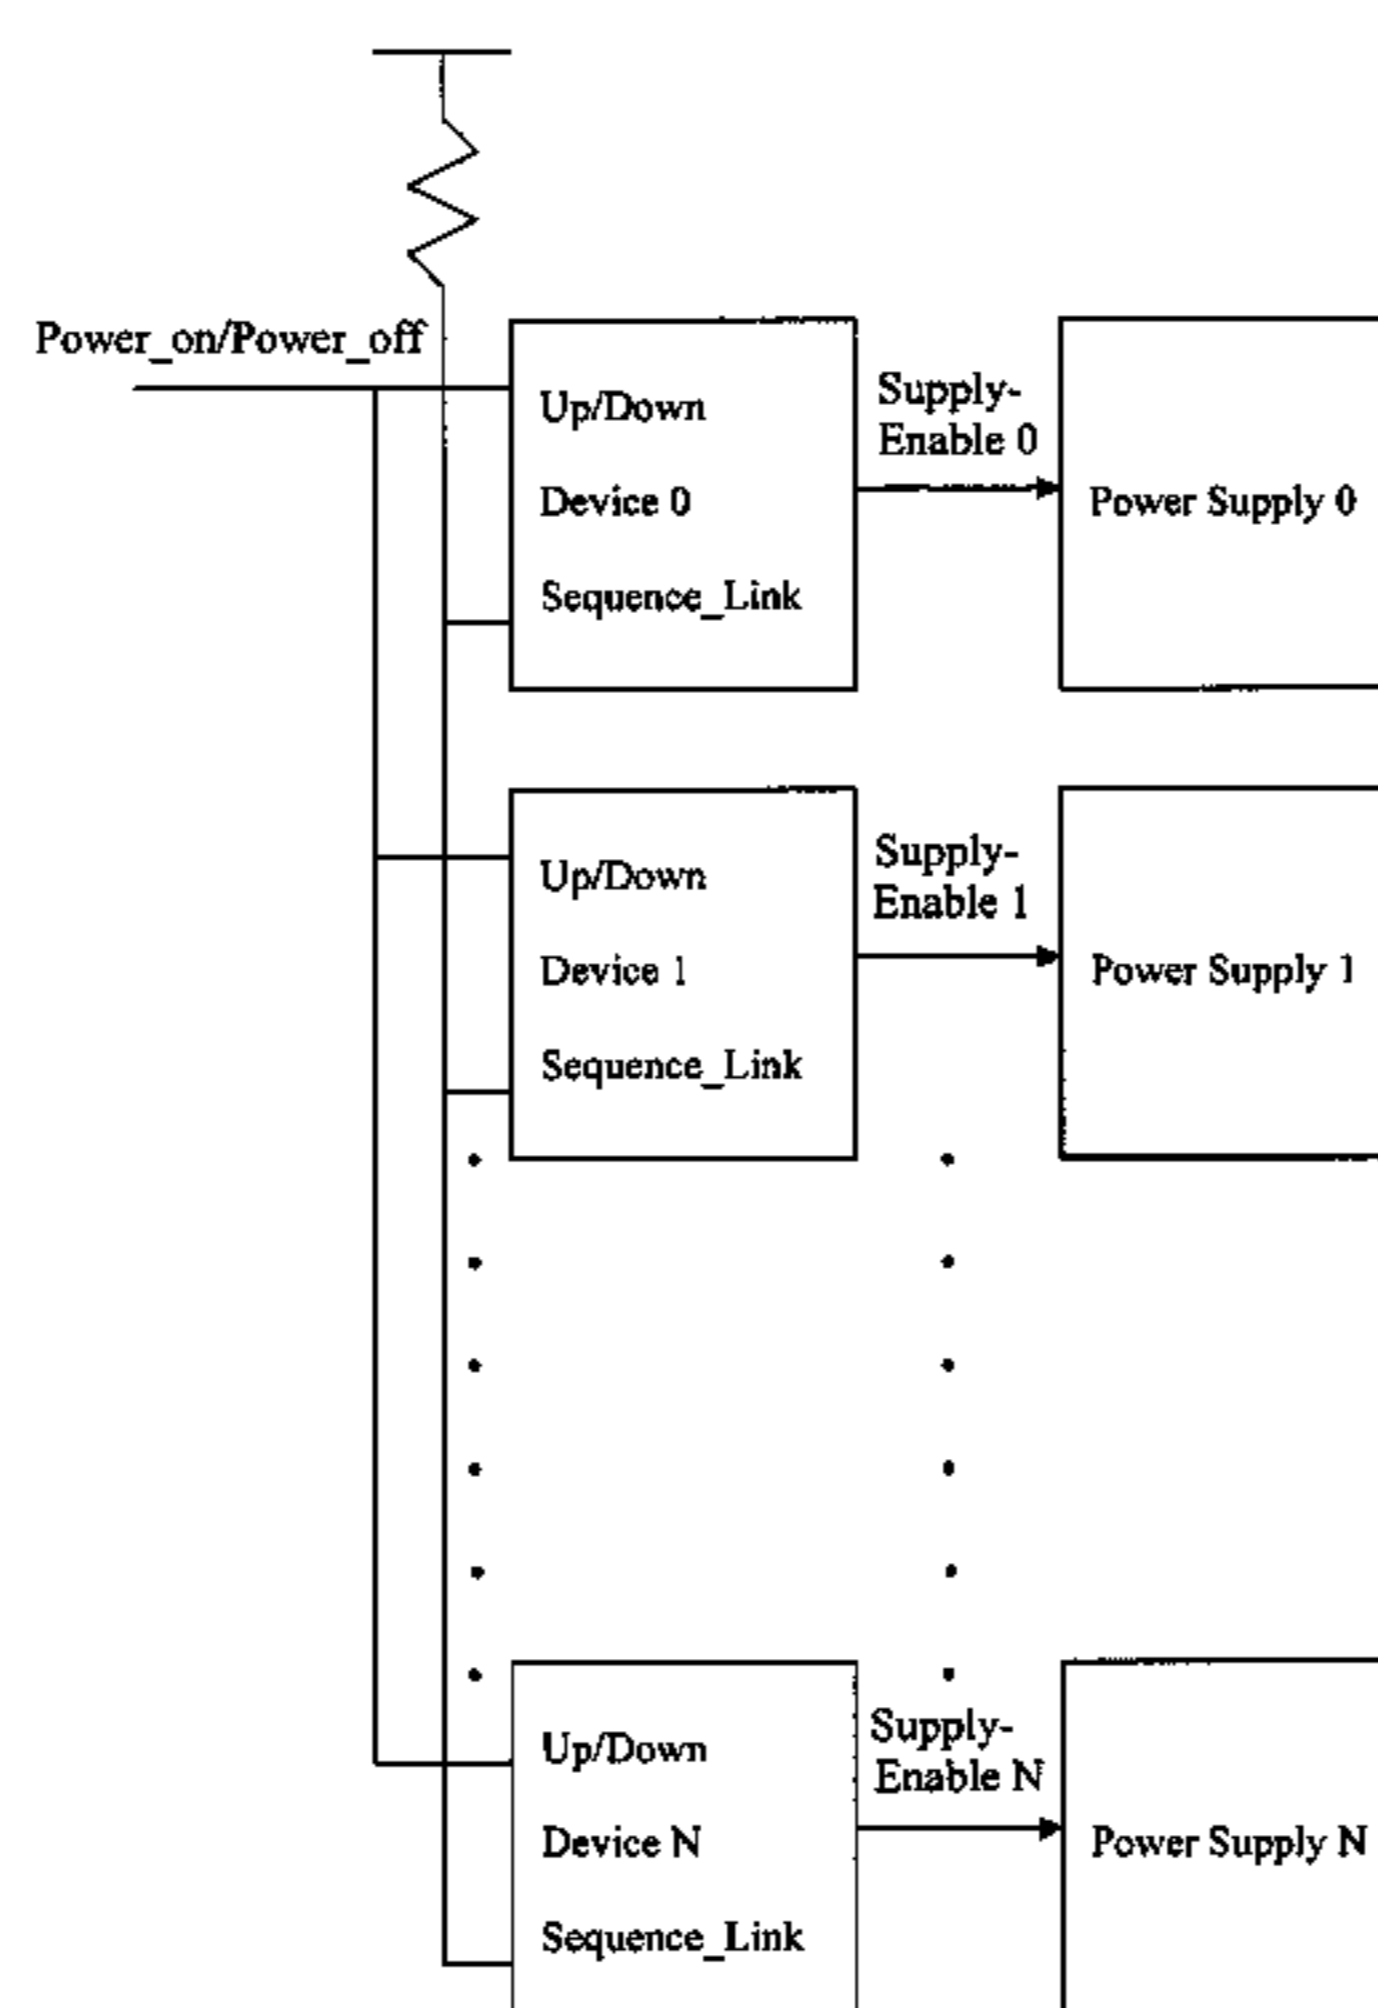 Power_on/Power_off
Up/Down
Device 0
Sequence_Link
Supply-
Enable 0
Power Supply 0
Up/Down
Device 1
Sequence_Link
Supply-
Enable 1
Power Supply 1
Up/Down
Device N
Sequence_Link
Supply-
Enable N
Power Supply N